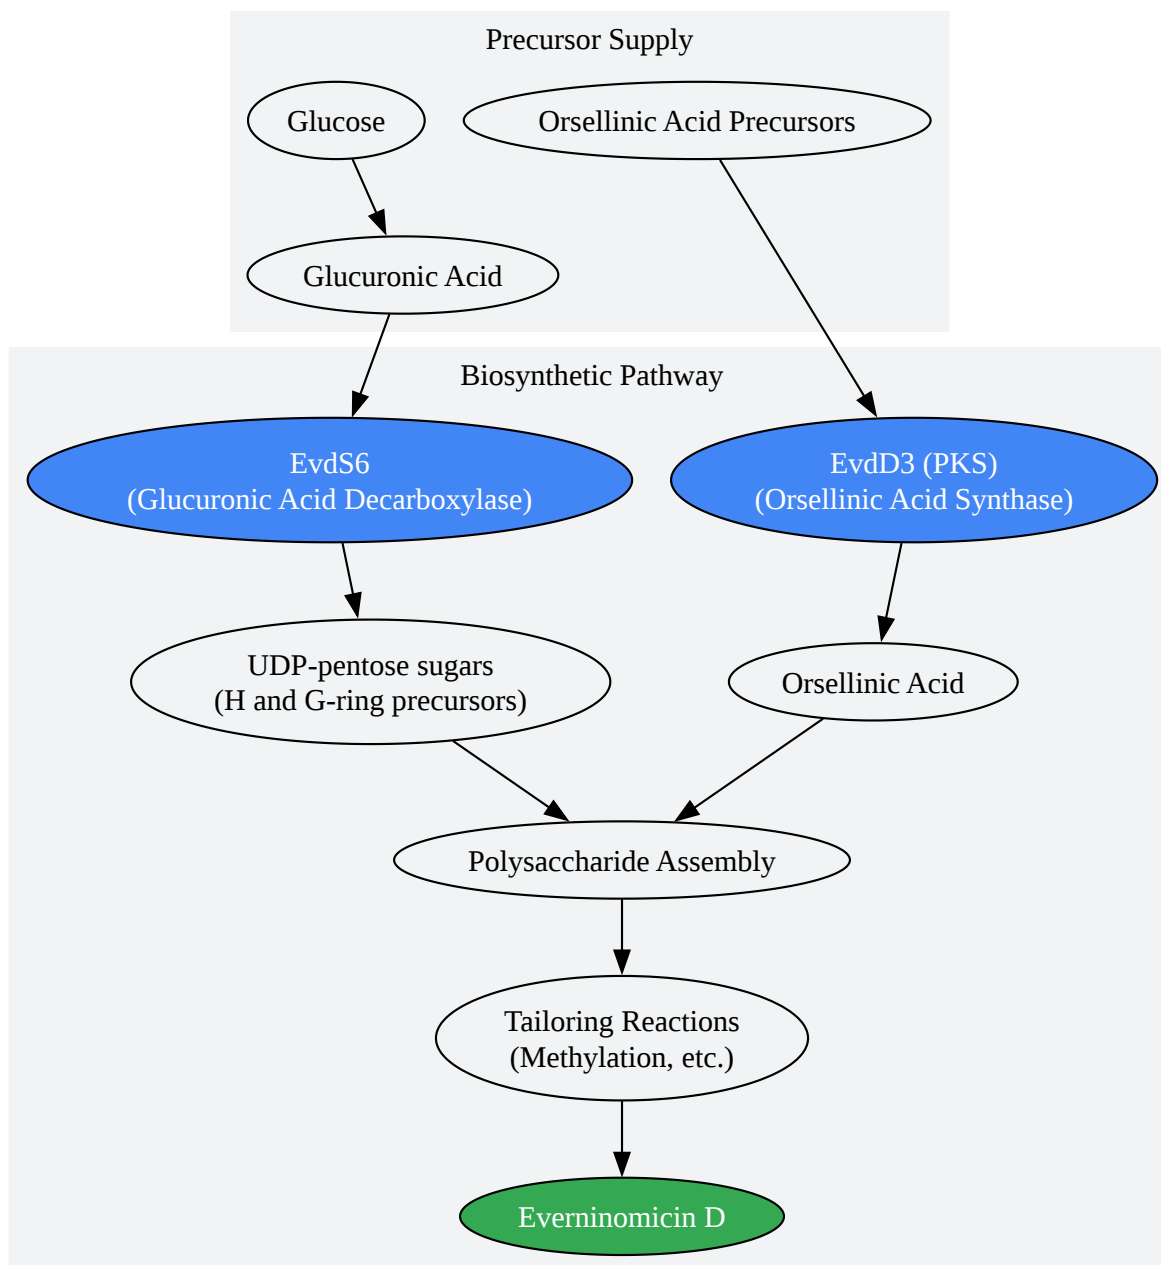 Precursor Supply
Glucose
Orsellinic Acid Precursors
Glucuronic Acid
Biosynthetic Pathway
EvdS6
(Glucuronic Acid Decarboxylase)
EvdD3 (PKS)
(Orsellinic Acid Synthase)
UDP-pentose sugars
(H and G-ring precursors)
Orsellinic Acid
Polysaccharide Assembly
Tailoring Reactions
(Methylation, etc.)
Everninomicin D